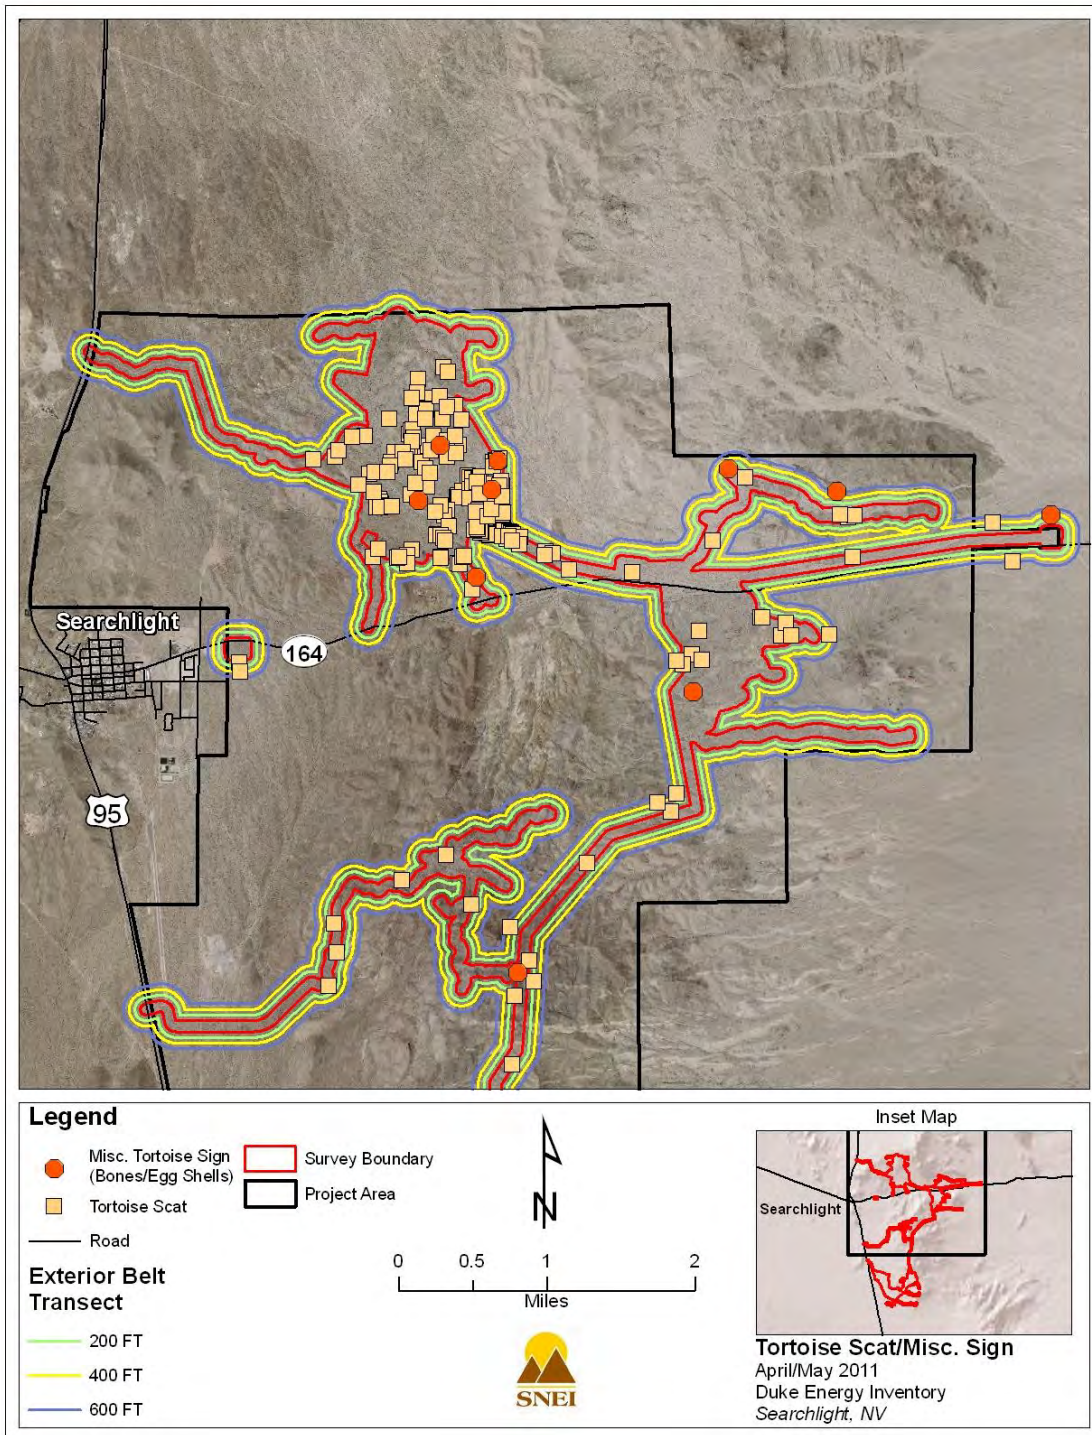 Searchlight
164
95
Legend
Misc. Tortoise Sign
(Bones/Egg Shells)
Tortoise Scat
Road
Survey Boundary
Project Area
Exterior Belt
Transect
200 FT
400 FT
600 FT
N
0 0.5 1 2
Miles
SNEI
Inset Map
Searchlight
Tortoise Scat/Misc. Sign
April/May 2011
Duke Energy Inventory
Searchlight, NV